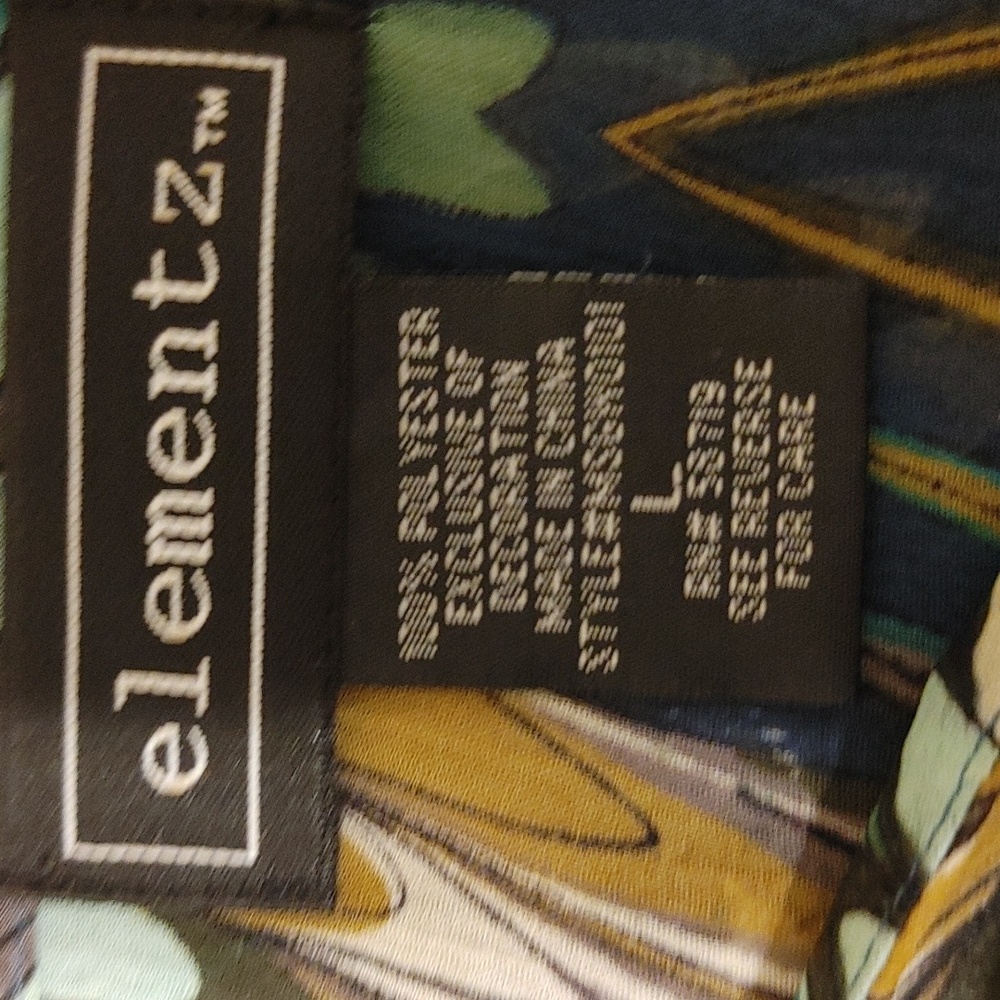 elementz™
100% POLYESTER
EXCLUSIVE OF
DECORATION
MADE IN CHINA
L
SEE REVERSE
FOR CARE